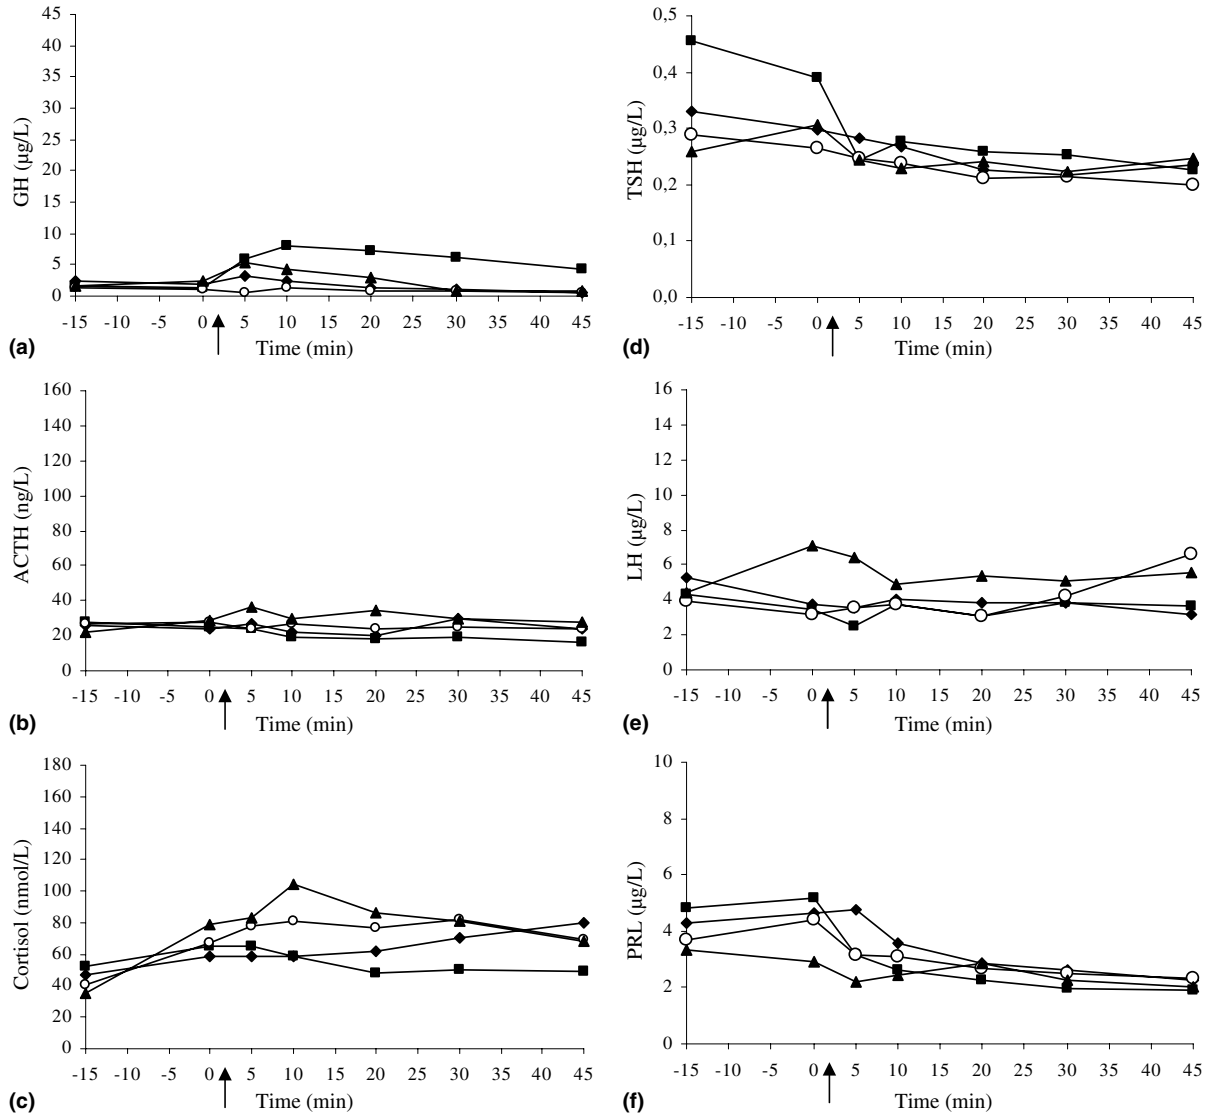 45
40
35
30
25
20
15
10
5
0
GH (µg/L)
-15 -10 -5 0 5 10 15 20 25 30 35 40 45
(a)
Time (min)
0,5
0,4
0,3
0,2
0,1
0,0
TSH (µg/L)
-15 -10 -5 0 5 10 15 20 25 30 35 40 45
(d)
Time (min)
160
140
120
100
80
60
40
20
0
ACTH (ng/L)
-15 -10 -5 0 5 10 15 20 25 30 35 40 45
(b)
Time (min)
16
14
12
10
8
6
4
2
0
LH (µg/L)
-15 -10 -5 0 5 10 15 20 25 30 35 40 45
(e)
Time (min)
180
160
140
120
100
80
60
40
20
0
Cortisol (nmol/L)
-15 -10 -5 0 5 10 15 20 25 30 35 40 45
(c)
Time (min)
10
8
6
4
2
0
PRL (µg/L)
-15 -10 -5 0 5 10 15 20 25 30 35 40 45
(f)
Time (min)